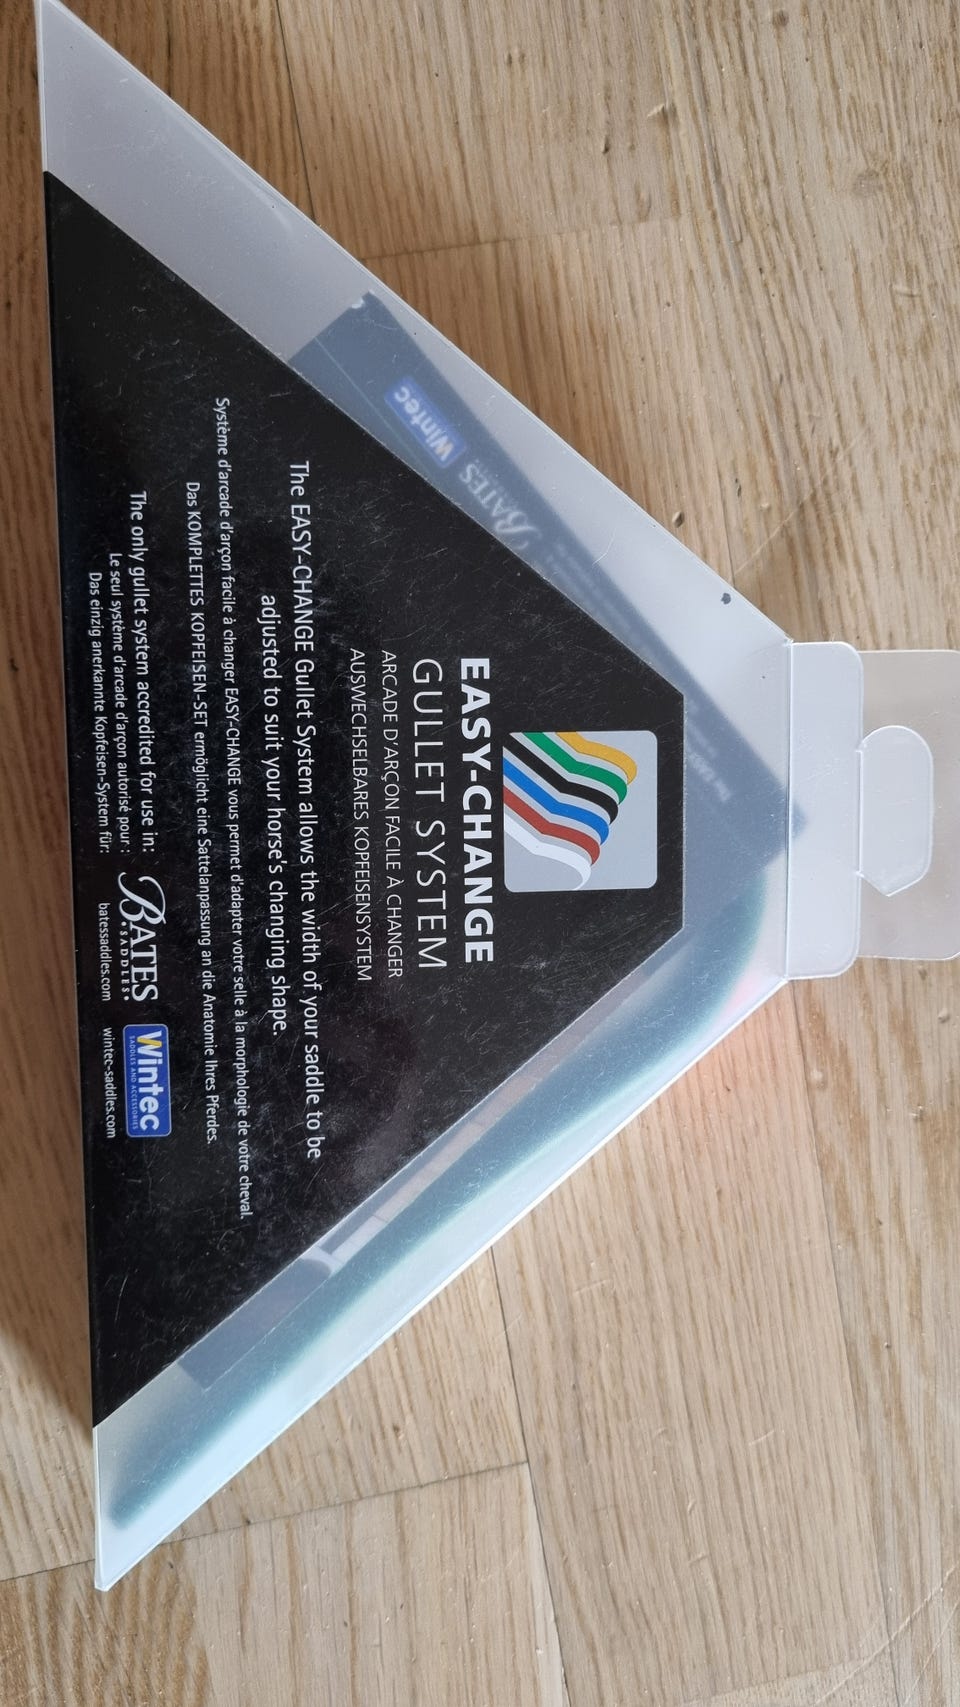 EASY-CHANGE
GULLET SYSTEM
ARCADE D'ARÇON FACILE À CHANGER
AUSWECHSELBARES KOPFEISENSYSTEM
The EASY-CHANGE Gullet System allows the width of your saddle to be
adjusted to suit your horse's changing shape.
Système d'arcade d'arçon facile à changer EASY-CHANGE vous permet d'adapter votre selle à la morphologie de votre cheval.
Das KOMPLETTES KOPFEISEN-SET ermöglicht eine Sattelanpassung an die Anatomie Ihres Pferdes.
The only gullet system accredited for use in:
Le seul système d'arcade d'arçon autorisé pour:
Das einzig anerkannte Kopfeisen-System für:
BATES
SADDLES
batessaddles.com
Wintec
SADDLES AND ACCESSORIES
wintec-saddles.com
Wintec
BATES